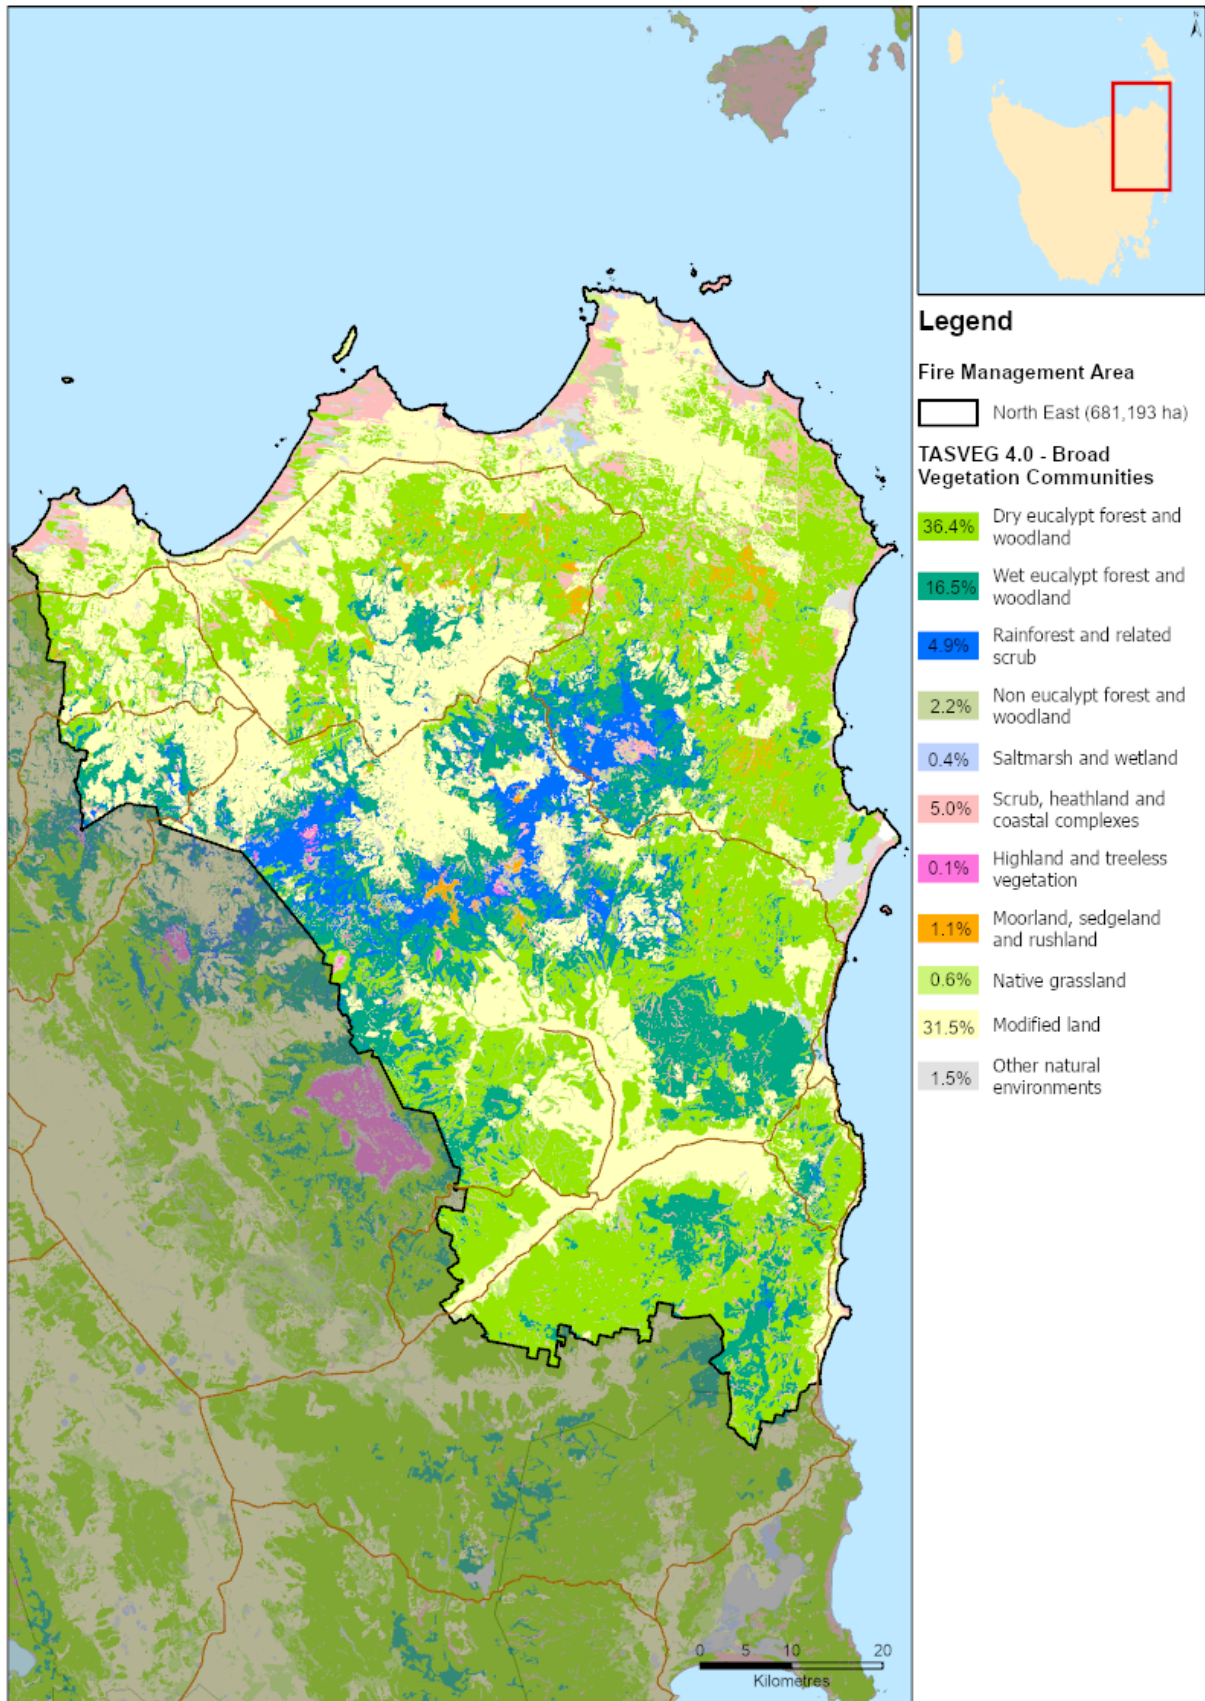 N
Legend
Fire Management Area
North East (681,193 ha)
TASVEG 4.0 - Broad
Vegetation Communities
36.4% Dry eucalypt forest and
woodland
16.5% Wet eucalypt forest and
woodland
4.9% Rainforest and related
scrub
2.2% Non eucalypt forest and
woodland
0.4% Saltmarsh and wetland
5.0% Scrub, heathland and
coastal complexes
0.1% Highland and treeless
vegetation
1.1% Moorland, sedgeland
and rushland
0.6% Native grassland
31.5% Modified land
1.5% Other natural
environments
0 5 10 20
Kilometres